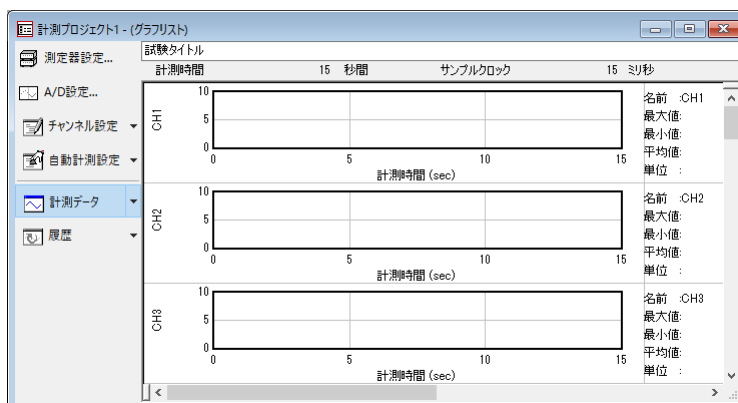 計測プロジェクト1 - (グラフリスト)
測定器設定...
A/D設定...
チャンネル設定
自動計測設定
計測データ
履歴
試験タイトル
計測時間 15 秒間 サンプルクロック 15 ミリ秒
CH1
10
5
0
0 5 10 15
計測時間 (sec)
名前 :CH1
最大値:
最小値:
平均値:
単位 :
CH2
10
5
0
0 5 10 15
計測時間 (sec)
名前 :CH2
最大値:
最小値:
平均値:
単位 :
CH3
10
5
0
0 5 10 15
計測時間 (sec)
名前 :CH3
最大値:
最小値:
平均値:
単位 :